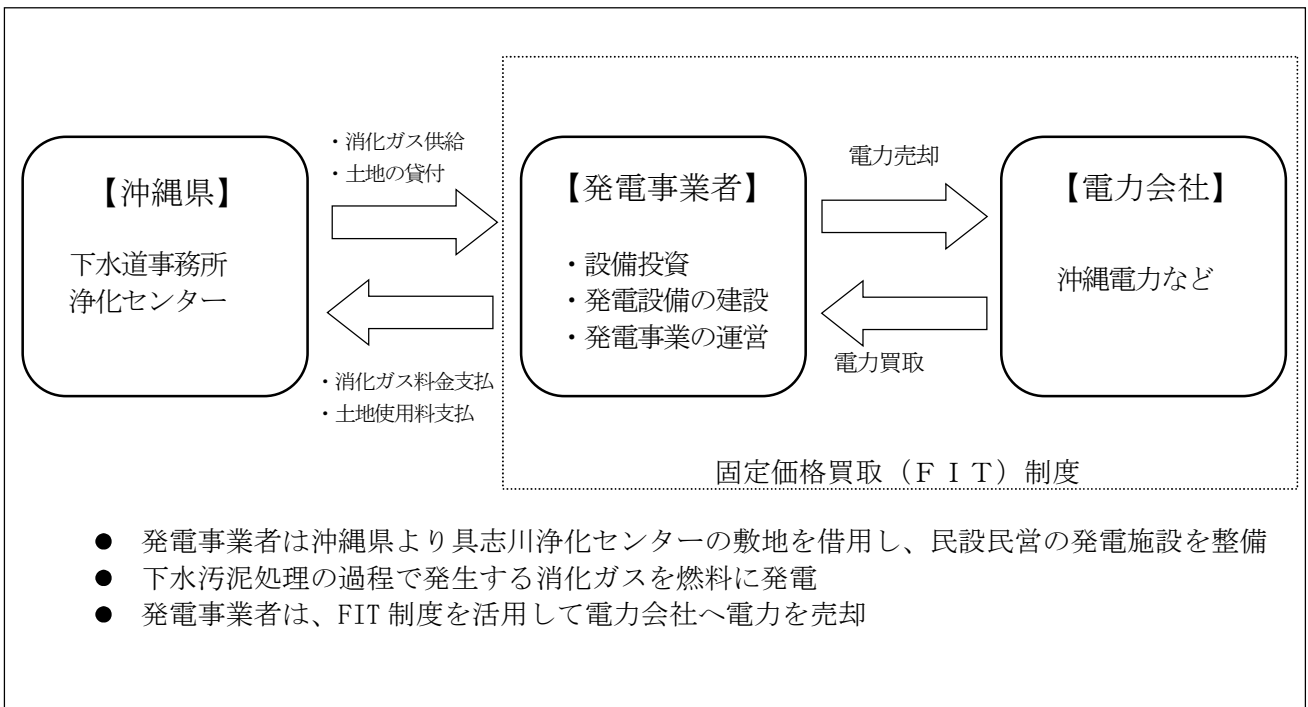 ・消化ガス供給
・土地の貸付
【沖縄県】
下水道事務所
浄化センター
・消化ガス料金支払
・土地使用料支払
【発電事業者】
・設備投資
・発電設備の建設
・発電事業の運営
電力売却
電力買取
【電力会社】
沖縄電力など
固定価格買取（ＦＩＴ）制度
● 発電事業者は沖縄県より具志川浄化センターの敷地を借用し、民設民営の発電施設を整備
● 下水汚泥処理の過程で発生する消化ガスを燃料に発電
● 発電事業者は、FIT 制度を活用して電力会社へ電力を売却